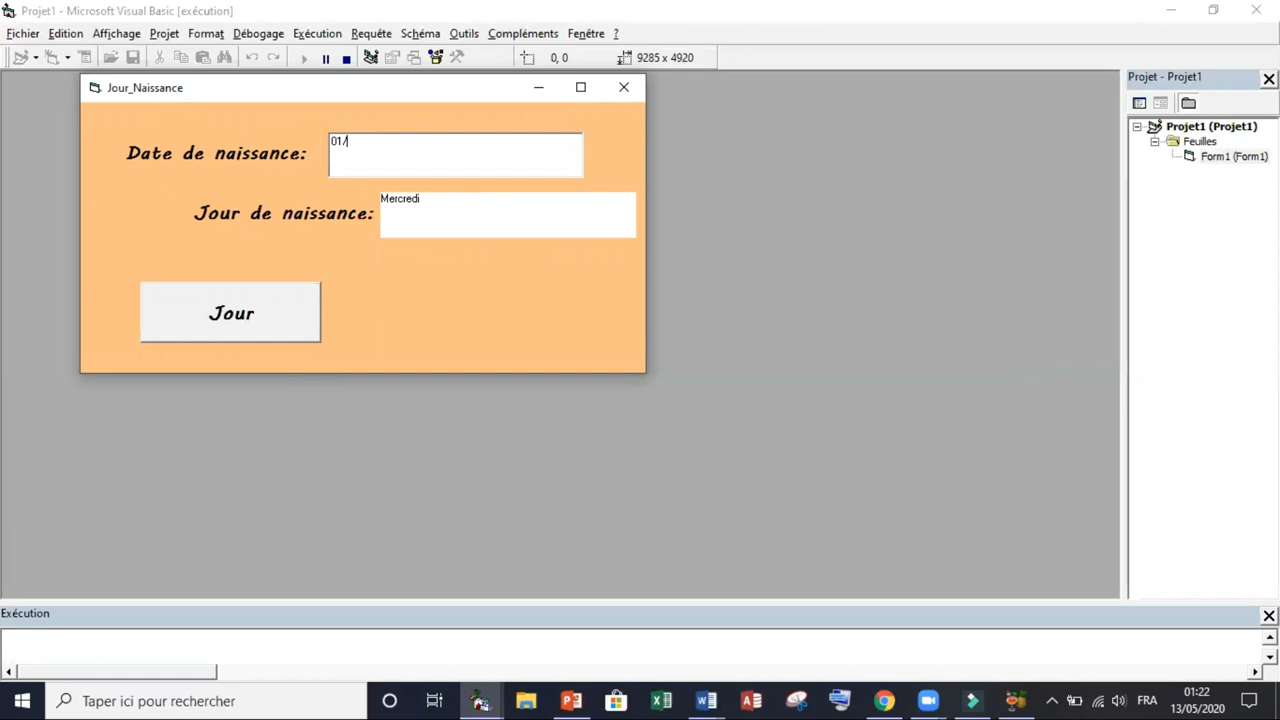 Projet1 - Microsoft Visual Basic [exécution]
Fichier Edition Affichage Projet Format Débogage Exécution Requête Schéma Outils Compléments Fenêtre ?
0, 0 9285 x 4920
Projet - Projet1
Jour_Naissance
Date de naissance: 01/
Jour de naissance: Mercredi
Jour
Projet1 (Projet1)
Feuilles
Form1 (Form1)
Exécution
Taper ici pour rechercher
FRA
01:22
13/05/2020